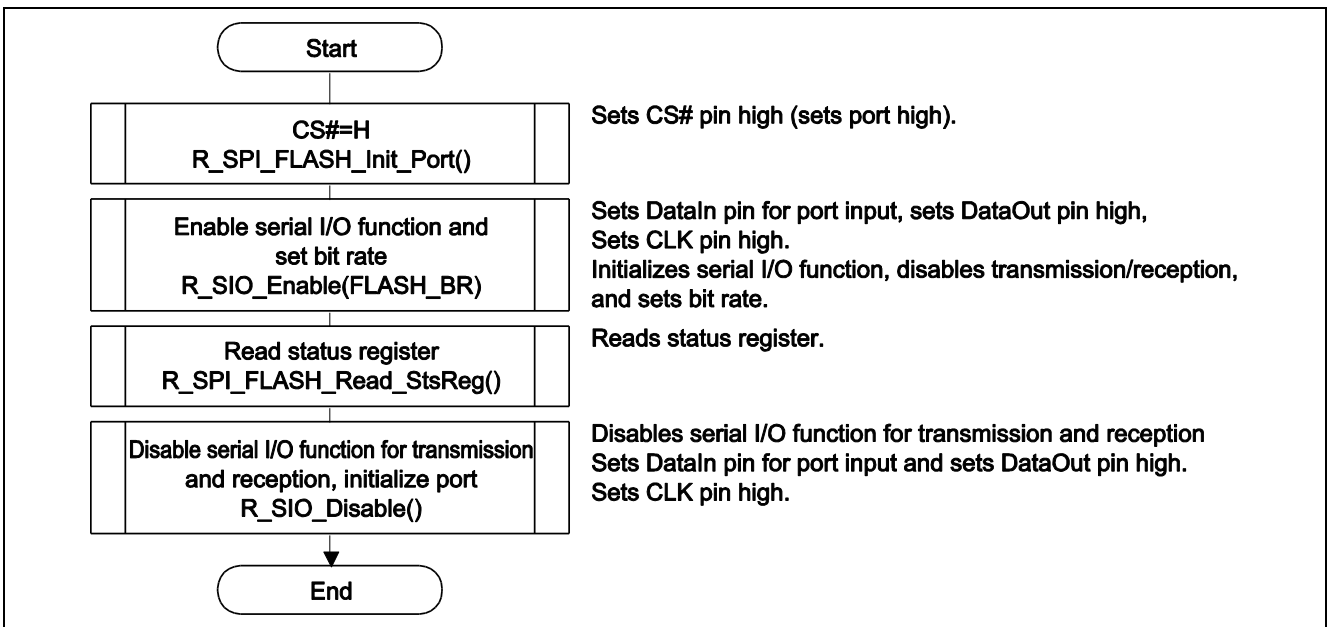 Start
CS#=H
R_SPI_FLASH_Init_Port()
Sets CS# pin high (sets port high).
Enable serial I/O function and
set bit rate
R_SIO_Enable(FLASH_BR)
Sets DataIn pin for port input, sets DataOut pin high,
Sets CLK pin high.
Initializes serial I/O function, disables transmission/reception,
and sets bit rate.
Read status register
R_SPI_FLASH_Read_StsReg()
Reads status register.
Disable serial I/O function for transmission
and reception, initialize port
R_SIO_Disable()
Disables serial I/O function for transmission and reception
Sets DataIn pin for port input and sets DataOut pin high.
Sets CLK pin high.
End